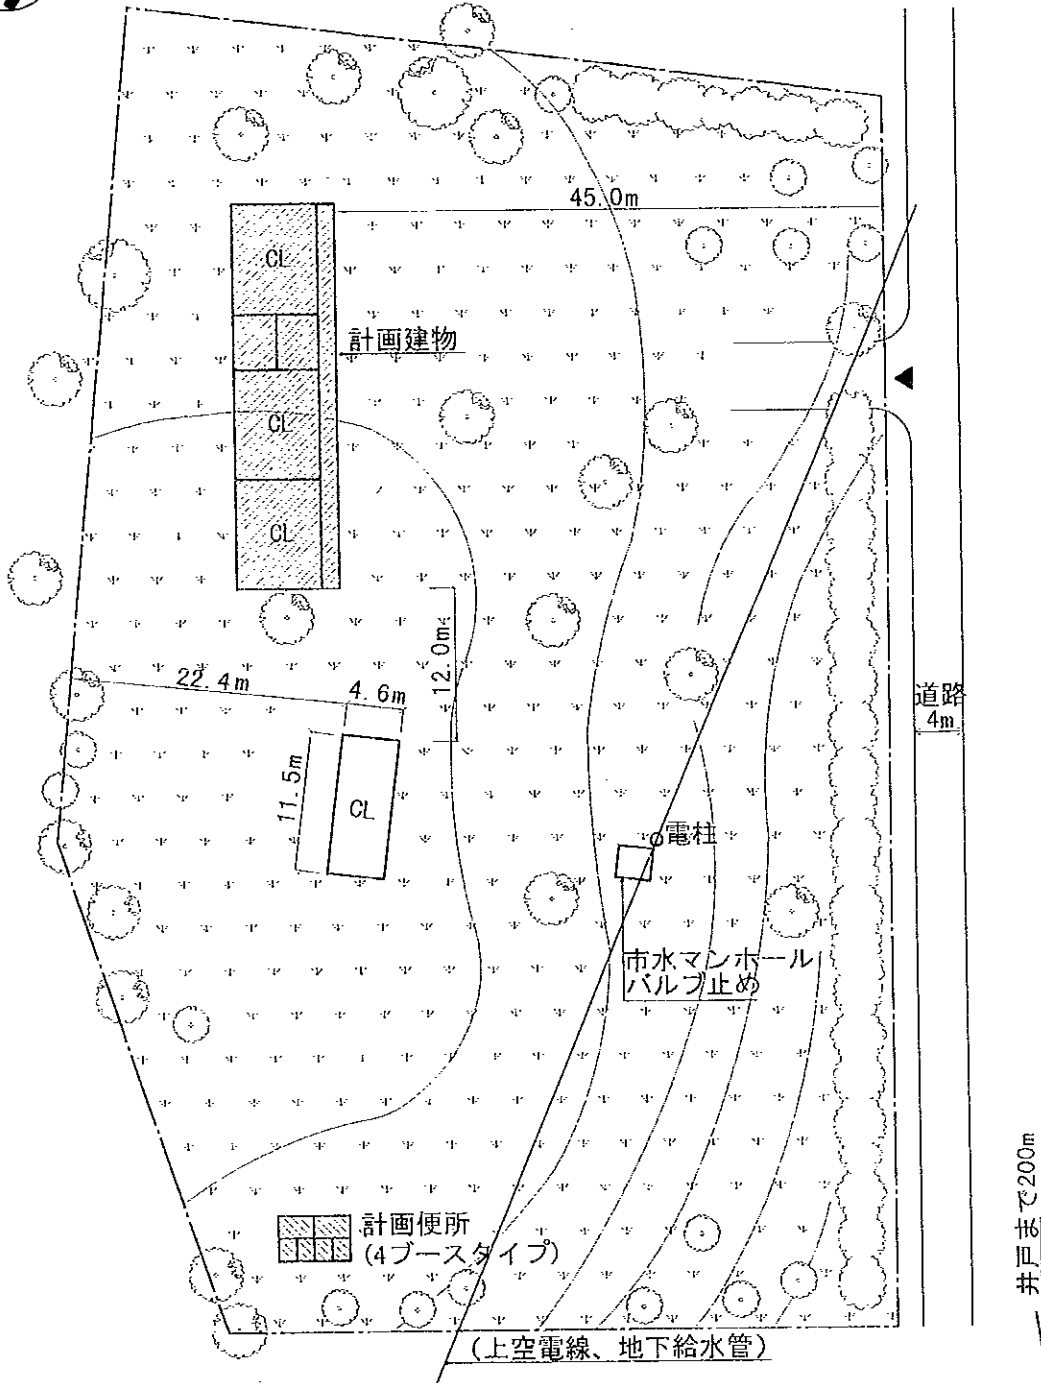 45.0m
CL
計画建物
CL
CL
12.0m
22.4m
4.6m
道路
4m
11.5m
CL
電柱
市水マンホール
バルブ止め
井戸まで200m
計画便所
(4ブースタイプ)
(上空電線、地下給水管)